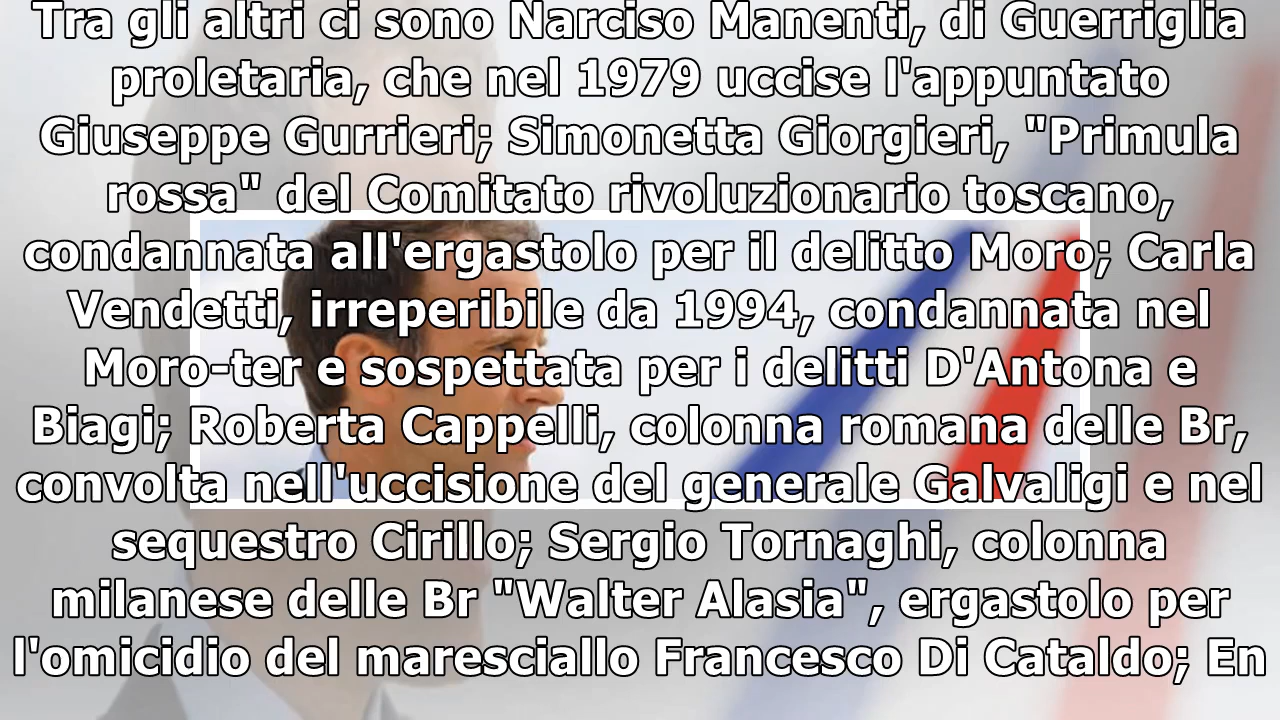 Tra gli altri ci sono Narciso Manenti, di Guerriglia
proletaria, che nel 1979 uccise l'appuntato
Giuseppe Gurrieri; Simonetta Giorgieri, "Primula
rossa" del Comitato rivoluzionario toscano,
condannata all'ergastolo per il delitto Moro; Carla
Vendetti, irreperibile da 1994, condannata nel
Moro-ter e sospettata per i delitti D'Antona e
Biagi; Roberta Cappelli, colonna romana delle Br,
convolta nell'uccisione del generale Galvaligi e nel
sequestro Cirillo; Sergio Tornaghi, colonna
milanese delle Br "Walter Alasia", ergastolo per
l'omicidio del maresciallo Francesco Di Cataldo; En